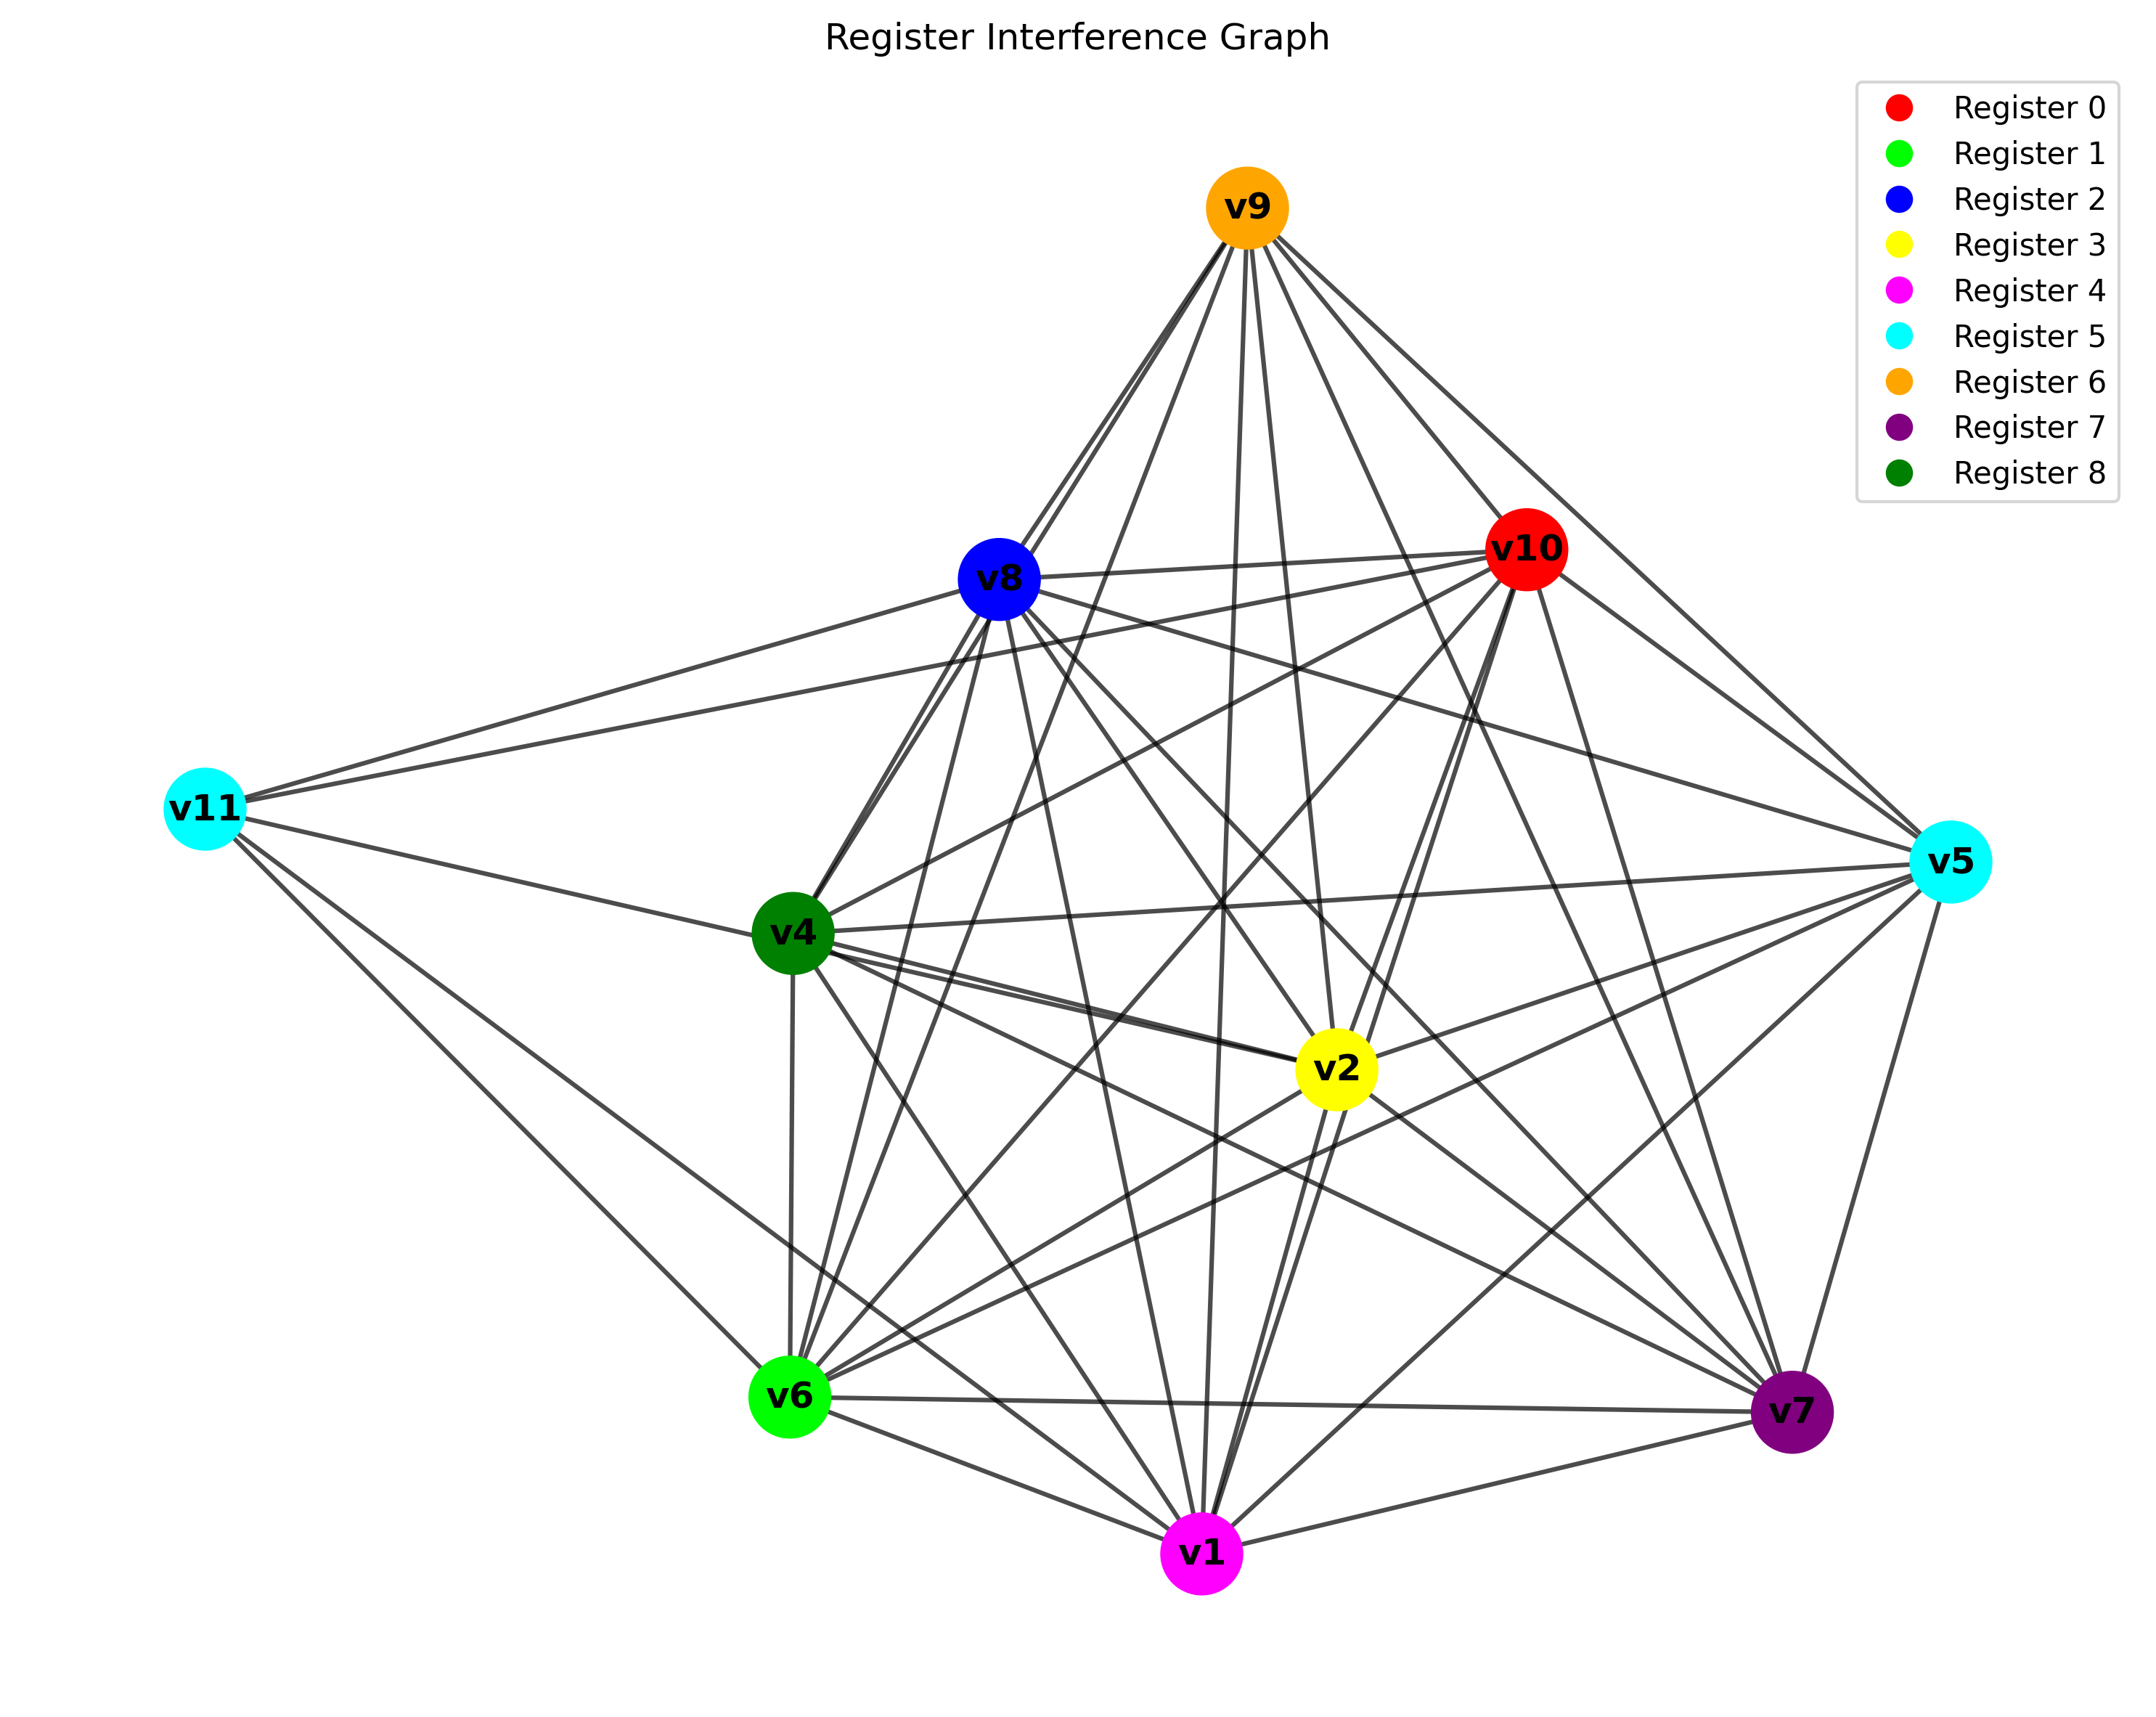 Register Interference Graph
Register 0
Register 1
Register 2
Register 3
Register 4
Register 5
Register 6
Register 7
Register 8
v9
v10
v8
v11
v5
v4
v2
v6
v7
v1